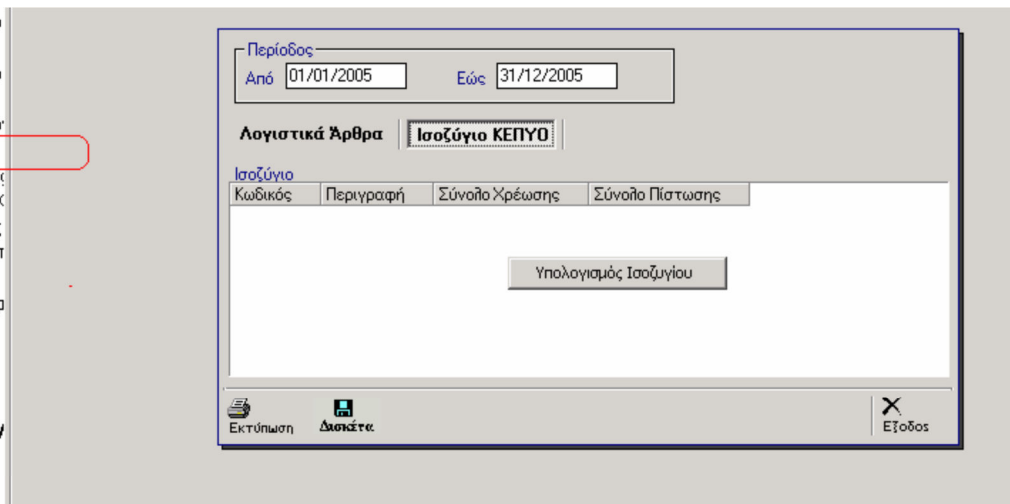 Περίοδος
Από 01/01/2005 Εώς 31/12/2005
Λογιστικά Άρθρα Ισοζύγιο ΚΕΠΥΟ
Ισοζύγιο
Κωδικός Περιγραφή Σύνολο Χρέωσης Σύνολο Πίστωσης
Υπολογισμός Ισοζυγίου
Εκτύπωση Δισκέτα Εξοδος